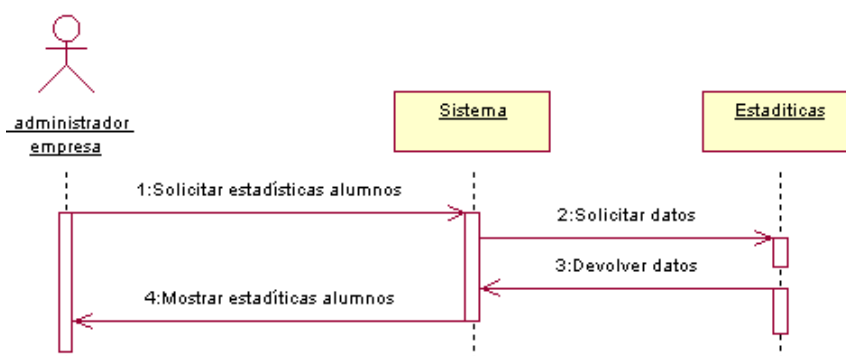 administrador
empresa
Sistema
Estaditicas
1:Solicitar estadísticas alumnos
2:Solicitar datos
3:Devolver datos
4:Mostrar estadíticas alumnos